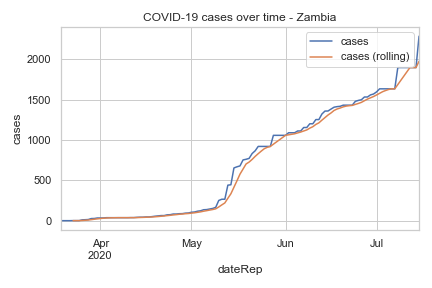 COVID-19 cases over time - Zambia
cases
cases (rolling)
2000
1500
1000
500
0
cases
Apr
2020
May
Jun
Jul
dateRep